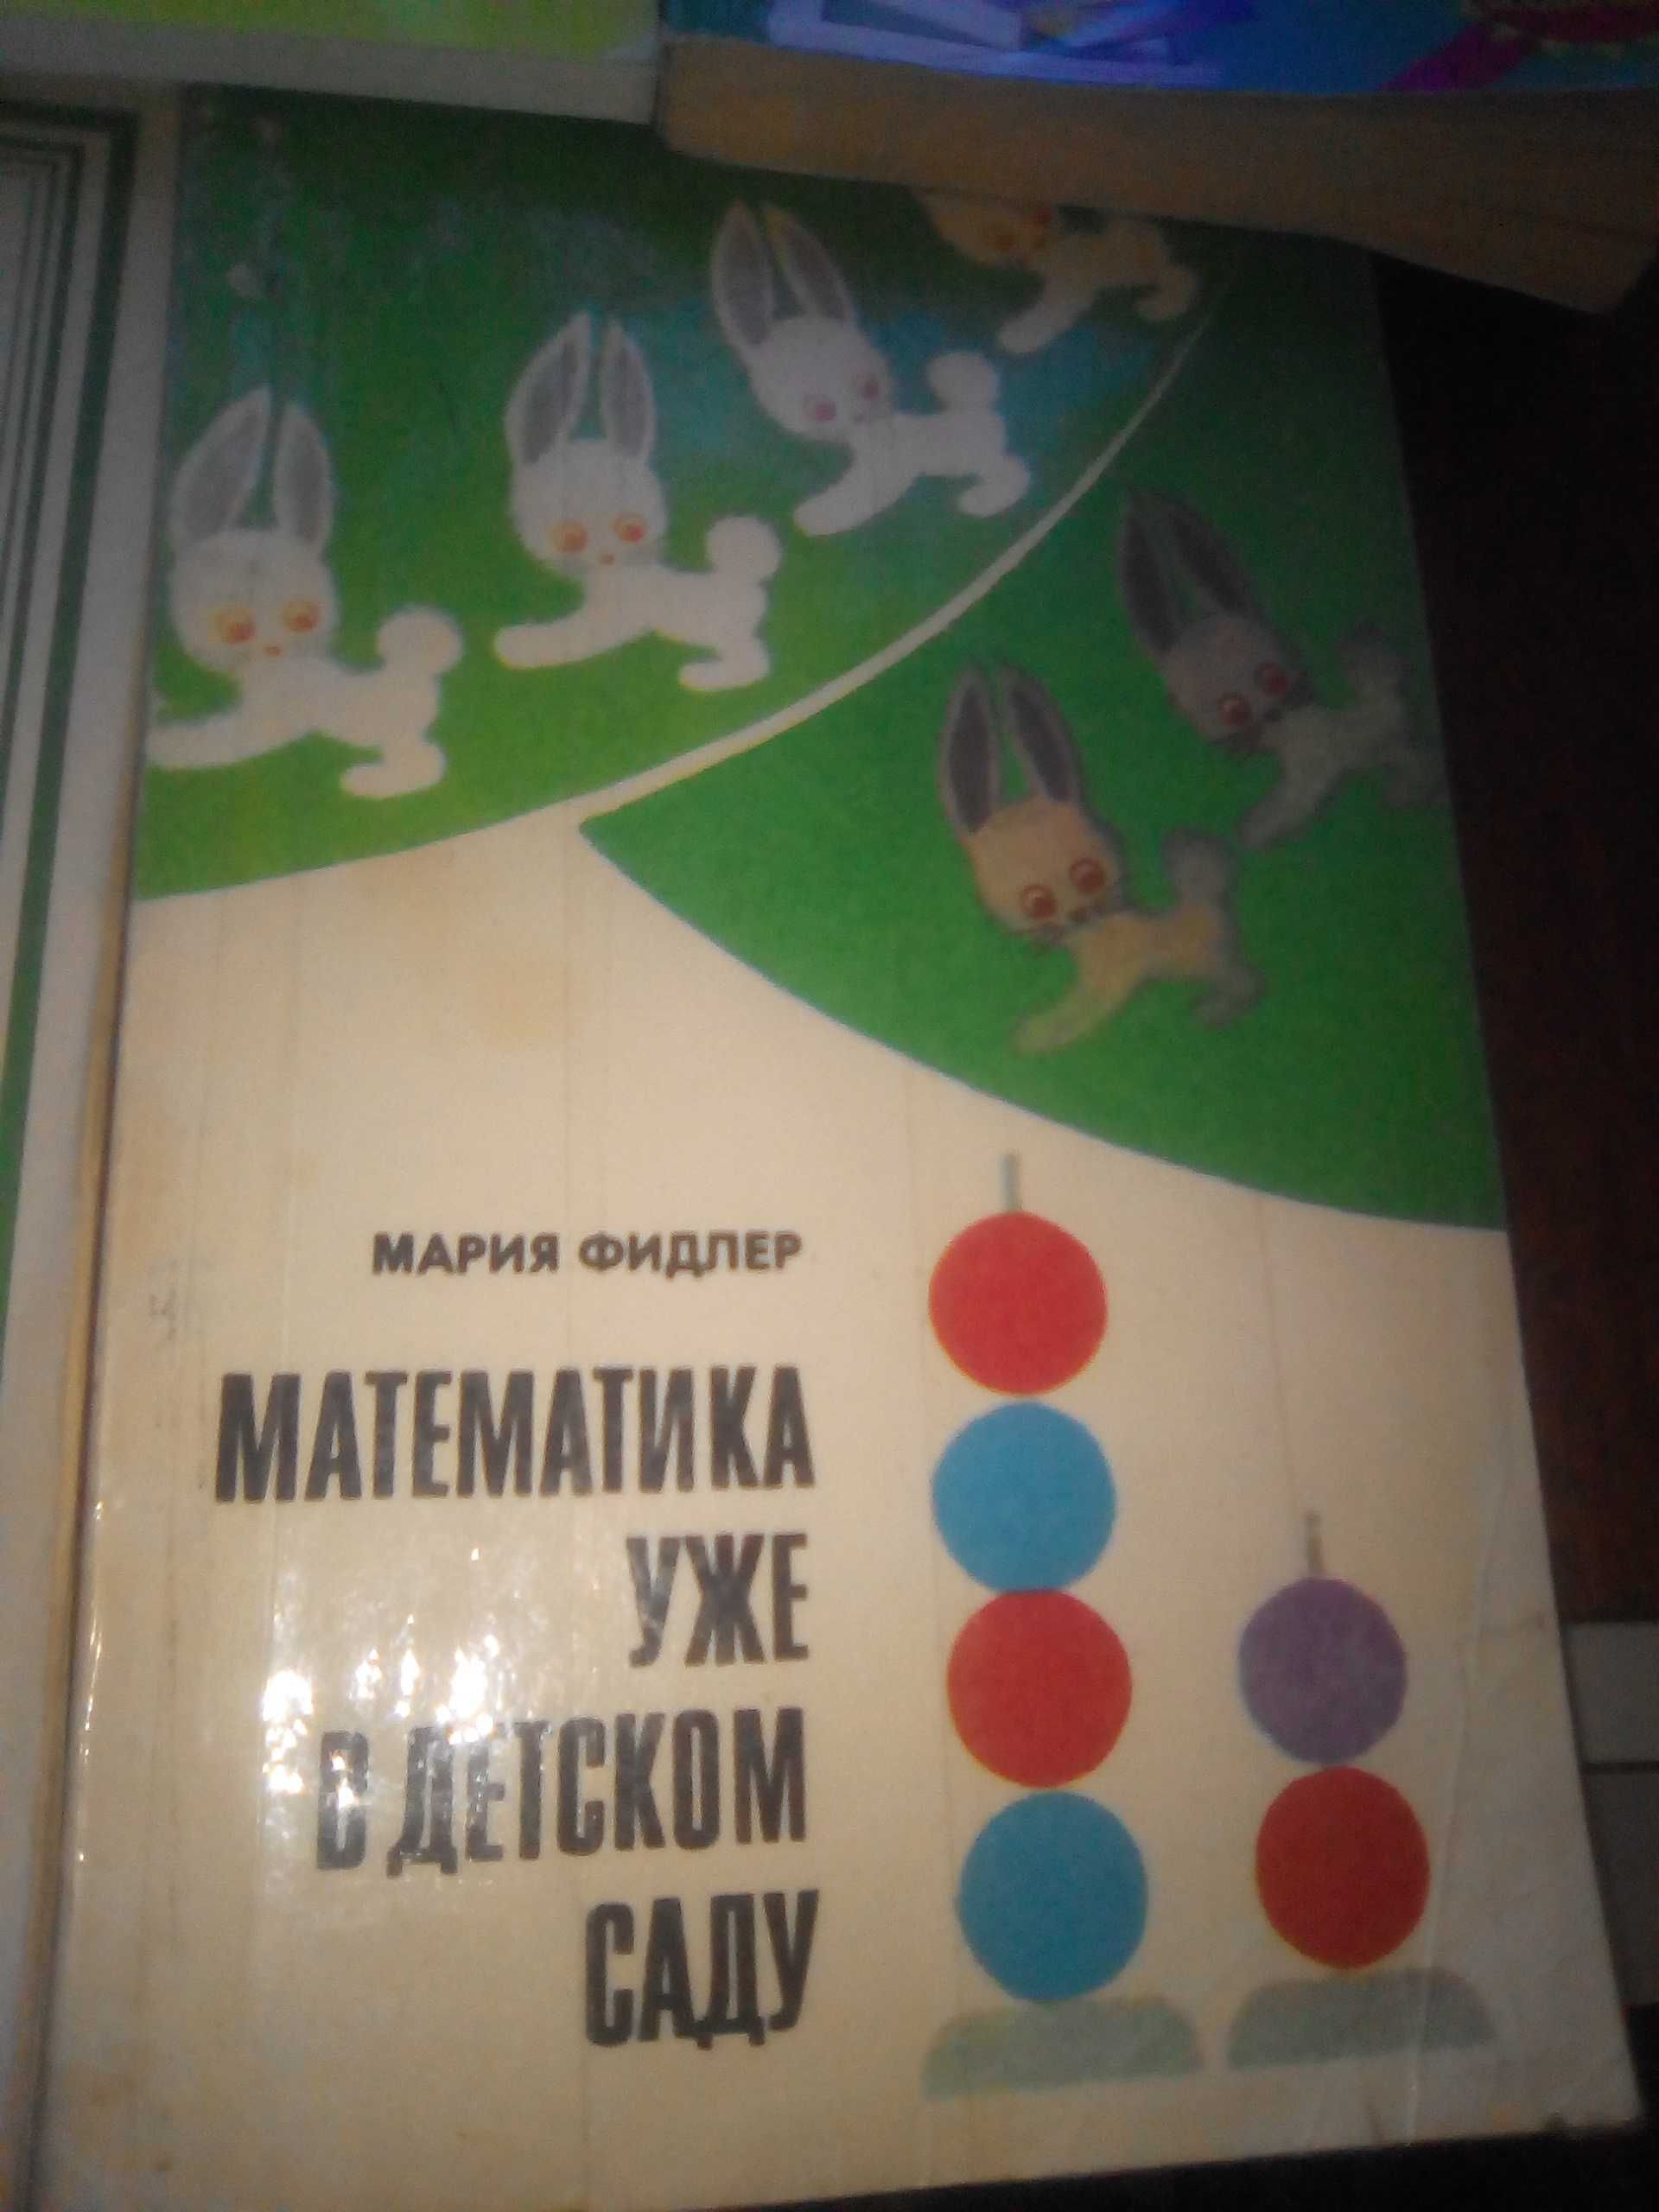 МАРИЯ ФИДЛЕР
МАТЕМАТИКА
УЖЕ
В ДЕТСКОМ
САДУ